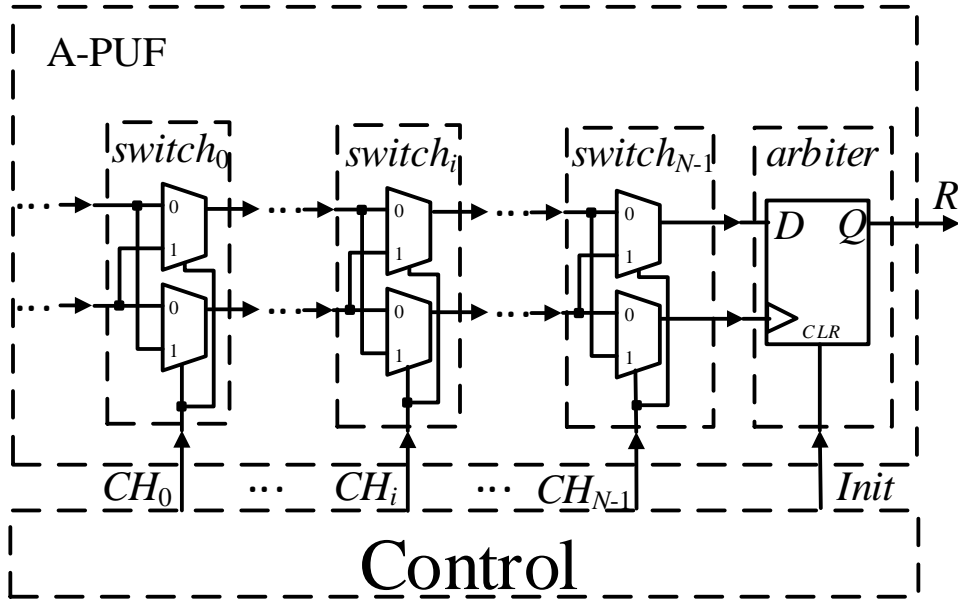 A-PUF
switch0 switchi switchN-1 arbiter
0 0 0 D Q R
1 1 1
0 0 0
1 1 1 CLR
CH0 ... CHi ... CHN-1 Init
Control